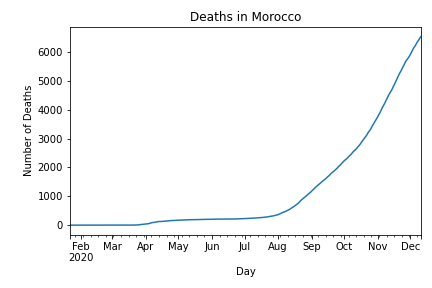 Deaths in Morocco
Number of Deaths
6000
5000
4000
3000
2000
1000
0
Feb Mar Apr May Jun Jul Aug Sep Oct Nov Dec
2020
Day